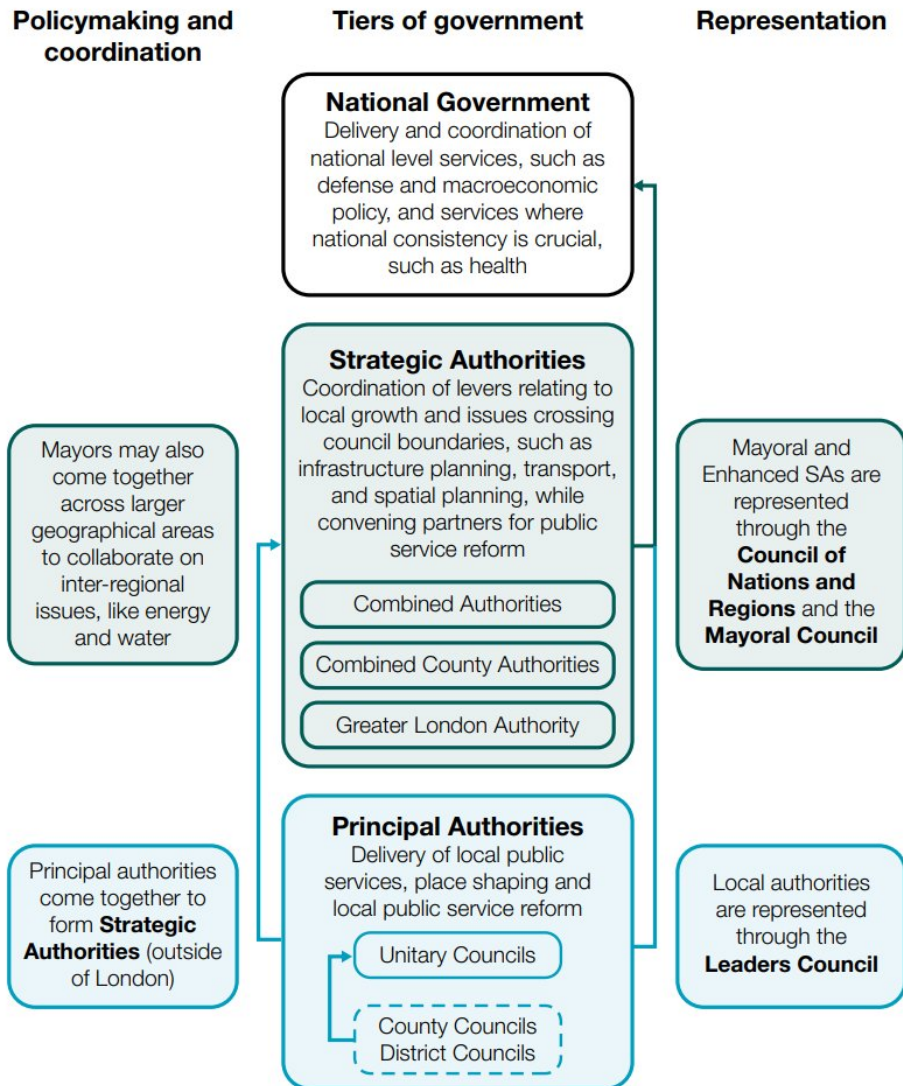 Policymaking and
coordination
Tiers of government
Representation
National Government
Delivery and coordination of
national level services, such as
defense and macroeconomic
policy, and services where
national consistency is crucial,
such as health
Strategic Authorities
Coordination of levers relating to
local growth and issues crossing
council boundaries, such as
infrastructure planning, transport,
and spatial planning, while
convening partners for public
service reform
Combined Authorities
Combined County Authorities
Greater London Authority
Mayors may also
come together
across larger
geographical areas
to collaborate on
inter-regional
issues, like energy
and water
Mayoral and
Enhanced SAs are
represented
through the
Council of
Nations and
Regions and the
Mayoral Council
Principal Authorities
Delivery of local public
services, place shaping and
local public service reform
Unitary Councils
County Councils
District Councils
Principal authorities
come together to
form Strategic
Authorities (outside
of London)
Local authorities
are represented
through the
Leaders Council